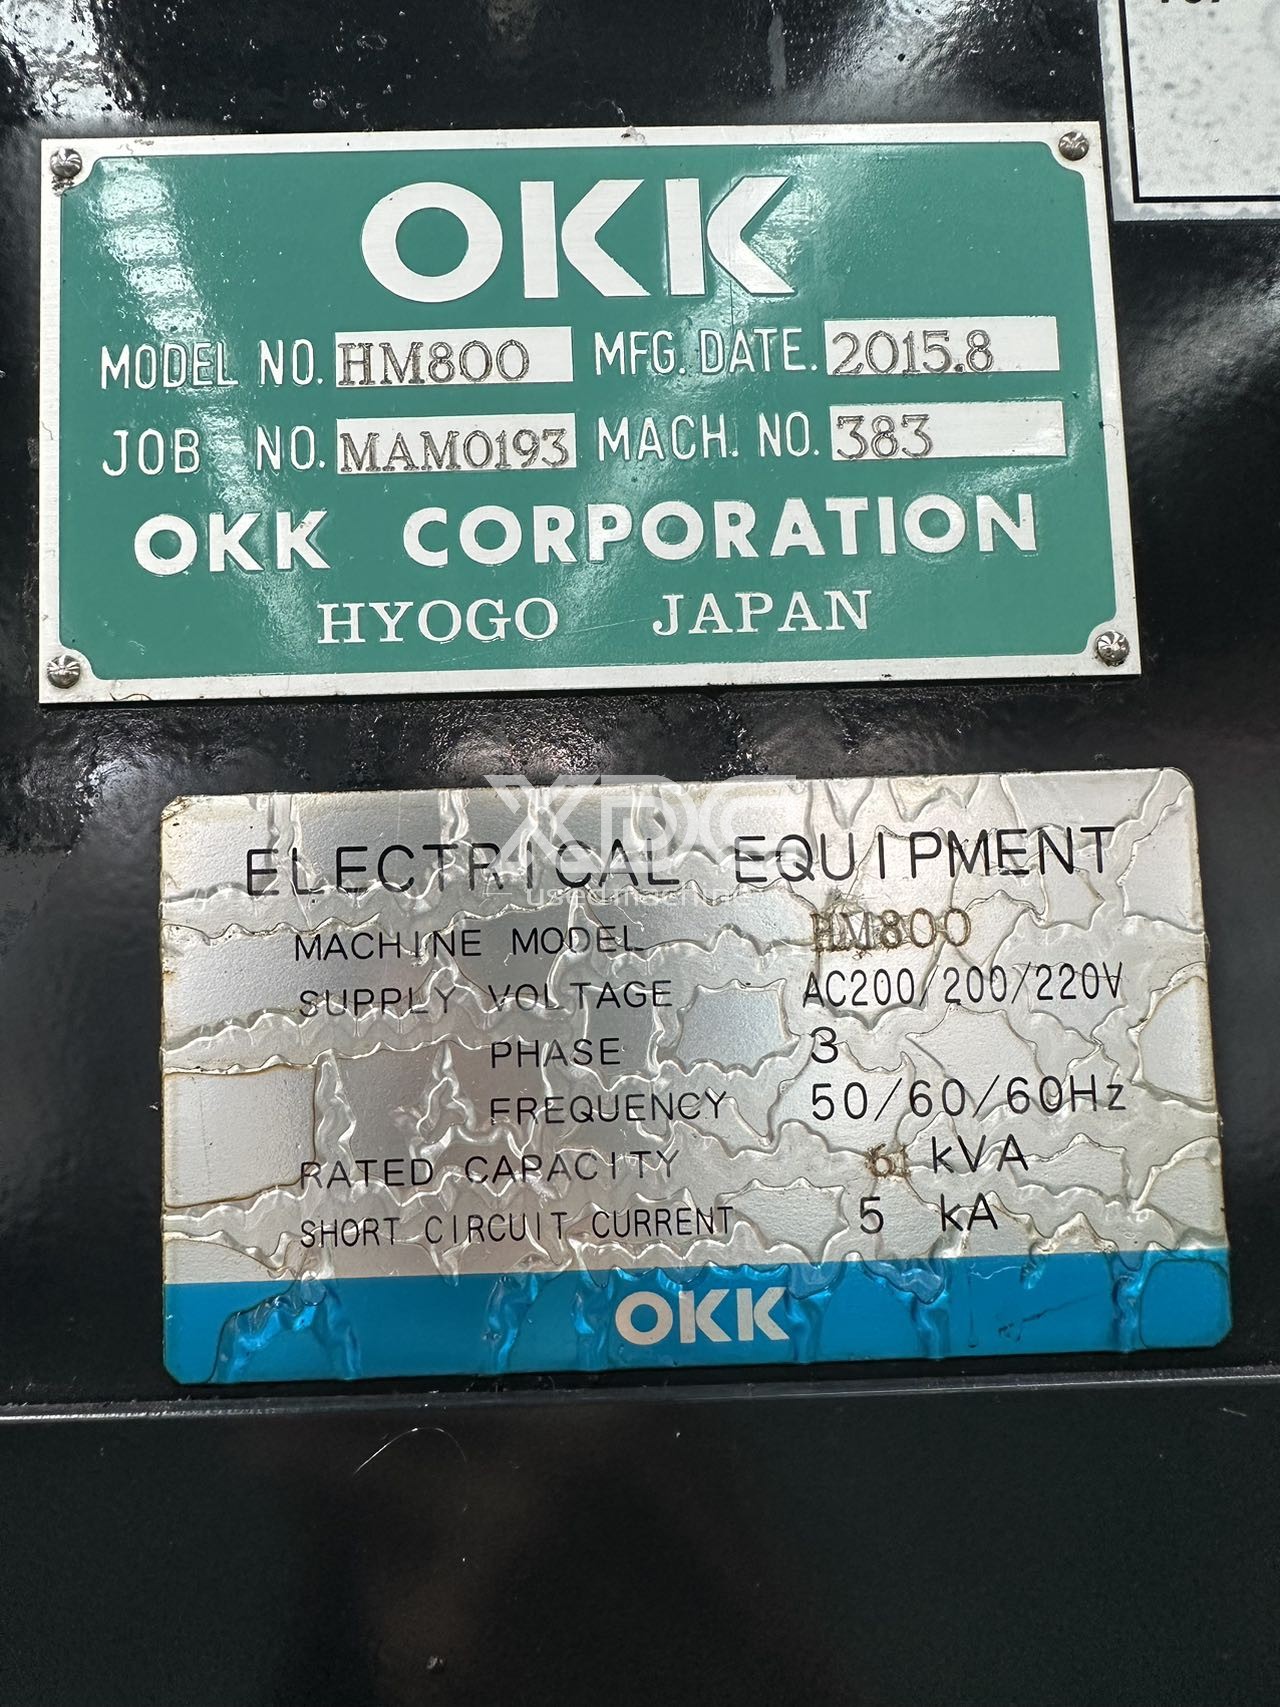 OKK
MODEL NO. HM800 MFG. DATE. 2015.8
JOB NO. MAM0193 MACH. NO. 383
OKK CORPORATION
HYOGO JAPAN
XDC
used machine
ELECTRICAL EQUIPMENT
MACHINE MODEL HM800
SUPPLY VOLTAGE AC200/200/220V
PHASE 3
FREQUENCY 50/60/60Hz
RATED CAPACITY 61 kVA
SHORT CIRCUIT CURRENT 5 kA
OKK